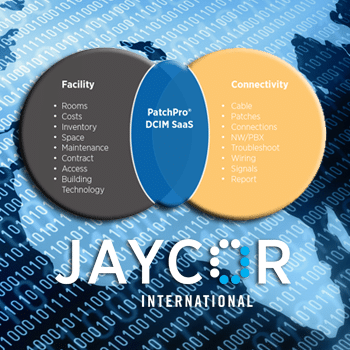 Facility
• Rooms
• Costs
• Inventory
• Space
• Maintenance
• Contract
• Access
• Building
Technology
PatchPro®
DCIM SaaS
Connectivity
• Cable
• Patches
• Connections
• NW/PBX
• Troubleshoot
• Wiring
• Signals
• Report
JAYCOR
INTERNATIONAL